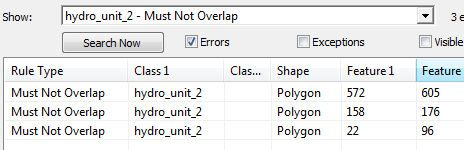 Show: hydro_unit_2 - Must Not Overlap 3 e
Search Now Errors Exceptions Visible
Rule Type Class 1 Clas... Shape Feature 1 Feature
Must Not Overlap hydro_unit_2 Polygon 572 605
Must Not Overlap hydro_unit_2 Polygon 158 176
Must Not Overlap hydro_unit_2 Polygon 22 96